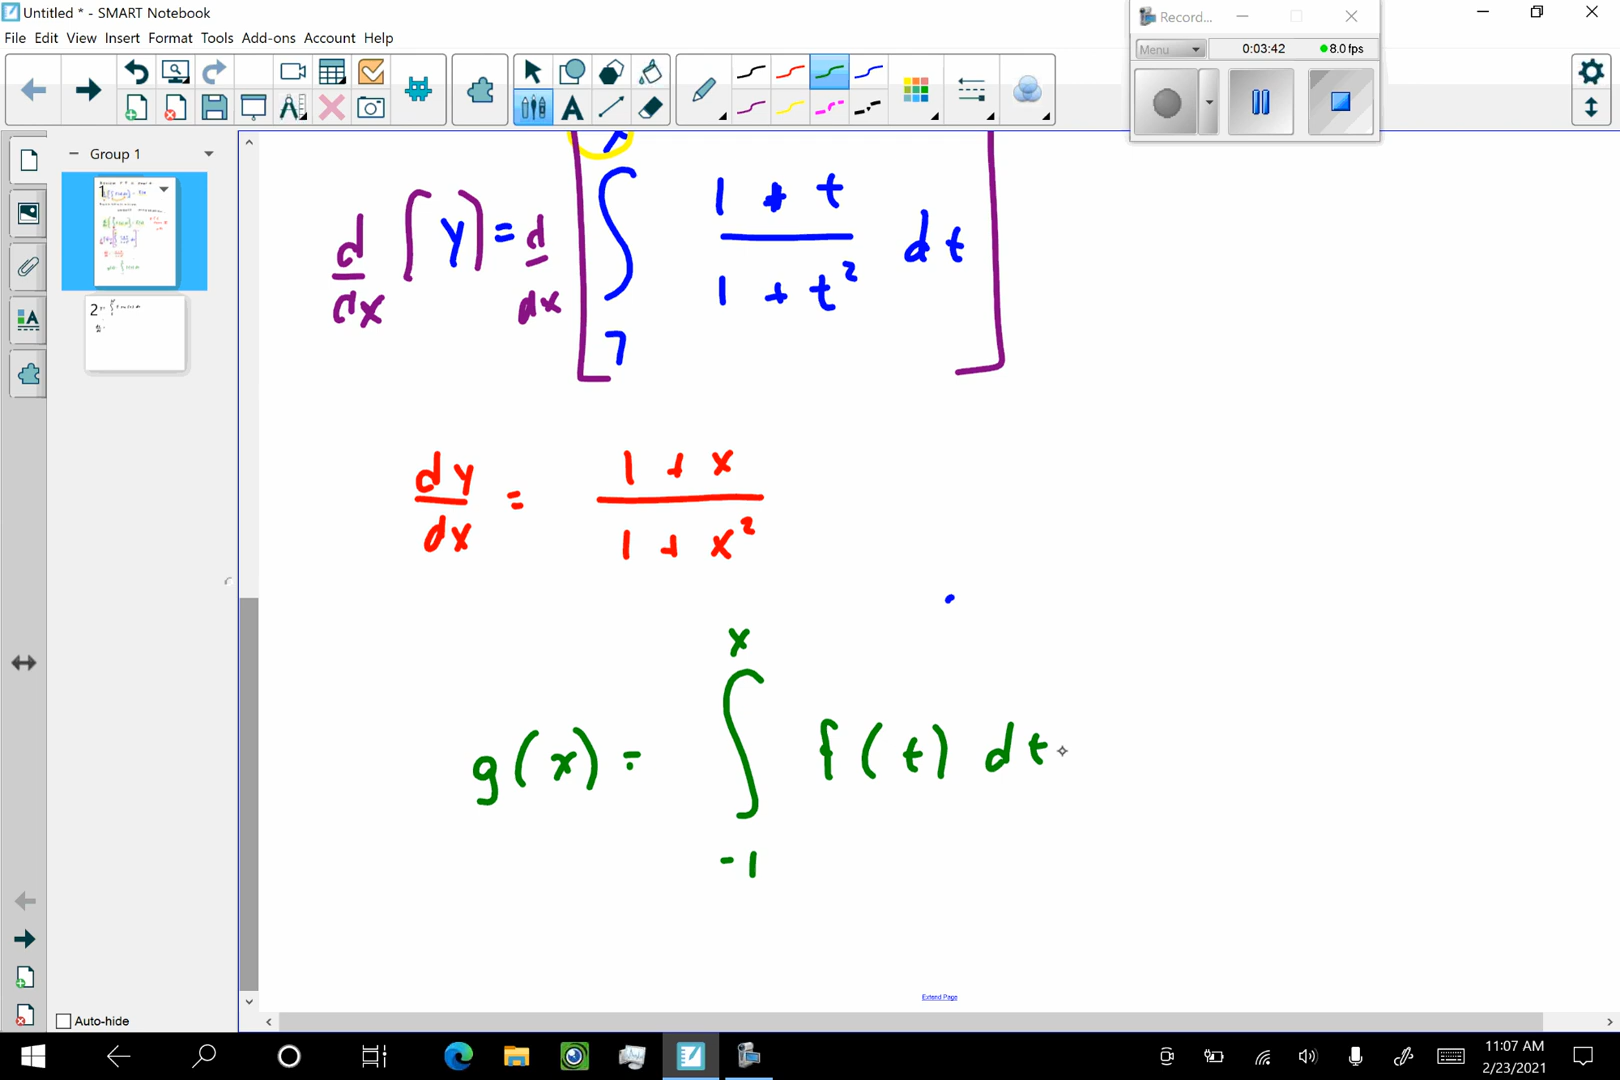 Untitled * - SMART Notebook
File Edit View Insert Format Tools Add-ons Account Help
Record...
Menu 0:03:42 8.0 fps
Group 1
1
2
d/dx [y] = d/dx [∫_7^x (1 + t)/(1 + t²) dt]
dy/dx = (1 + x)/(1 + x²)
g(x) = ∫_{-1}^{x} f(t) dt
Extend Page
Auto-hide
11:07 AM
2/23/2021